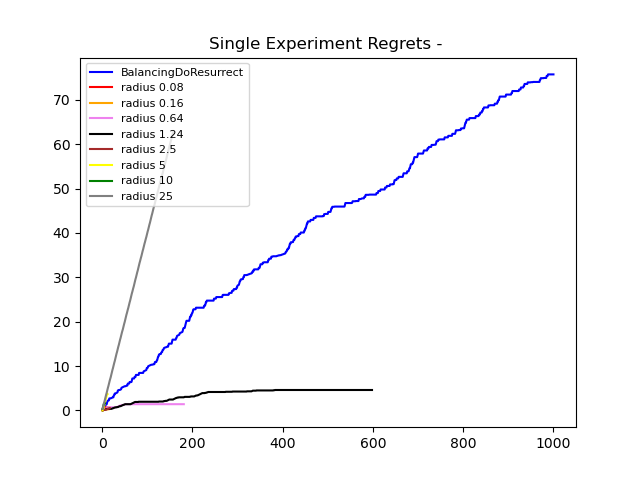 Single Experiment Regrets -
BalancingDoResurrect
radius 0.08
radius 0.16
radius 0.64
radius 1.24
radius 2.5
radius 5
radius 10
radius 25
70
60
50
40
30
20
10
0
0 200 400 600 800 1000